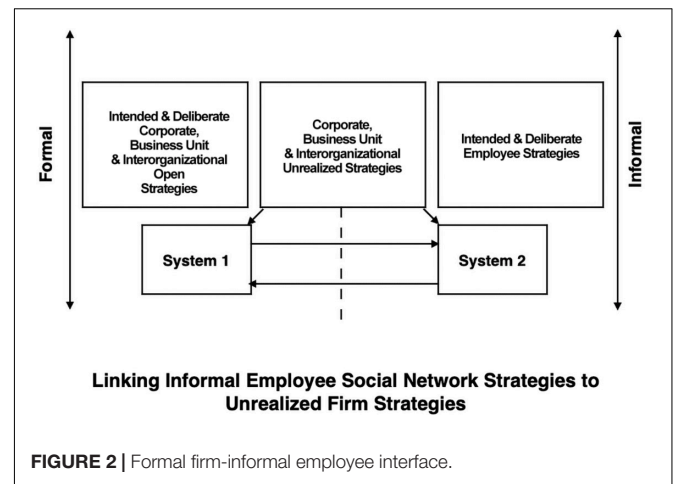 Formal
Intended & Deliberate
Corporate,
Business Unit
& Interorganizational
Open
Strategies
Corporate,
Business Unit
& Interorganizational
Unrealized Strategies
Intended & Deliberate
Employee Strategies
Informal
System 1
System 2
Linking Informal Employee Social Network Strategies to
Unrealized Firm Strategies
FIGURE 2 | Formal firm-informal employee interface.